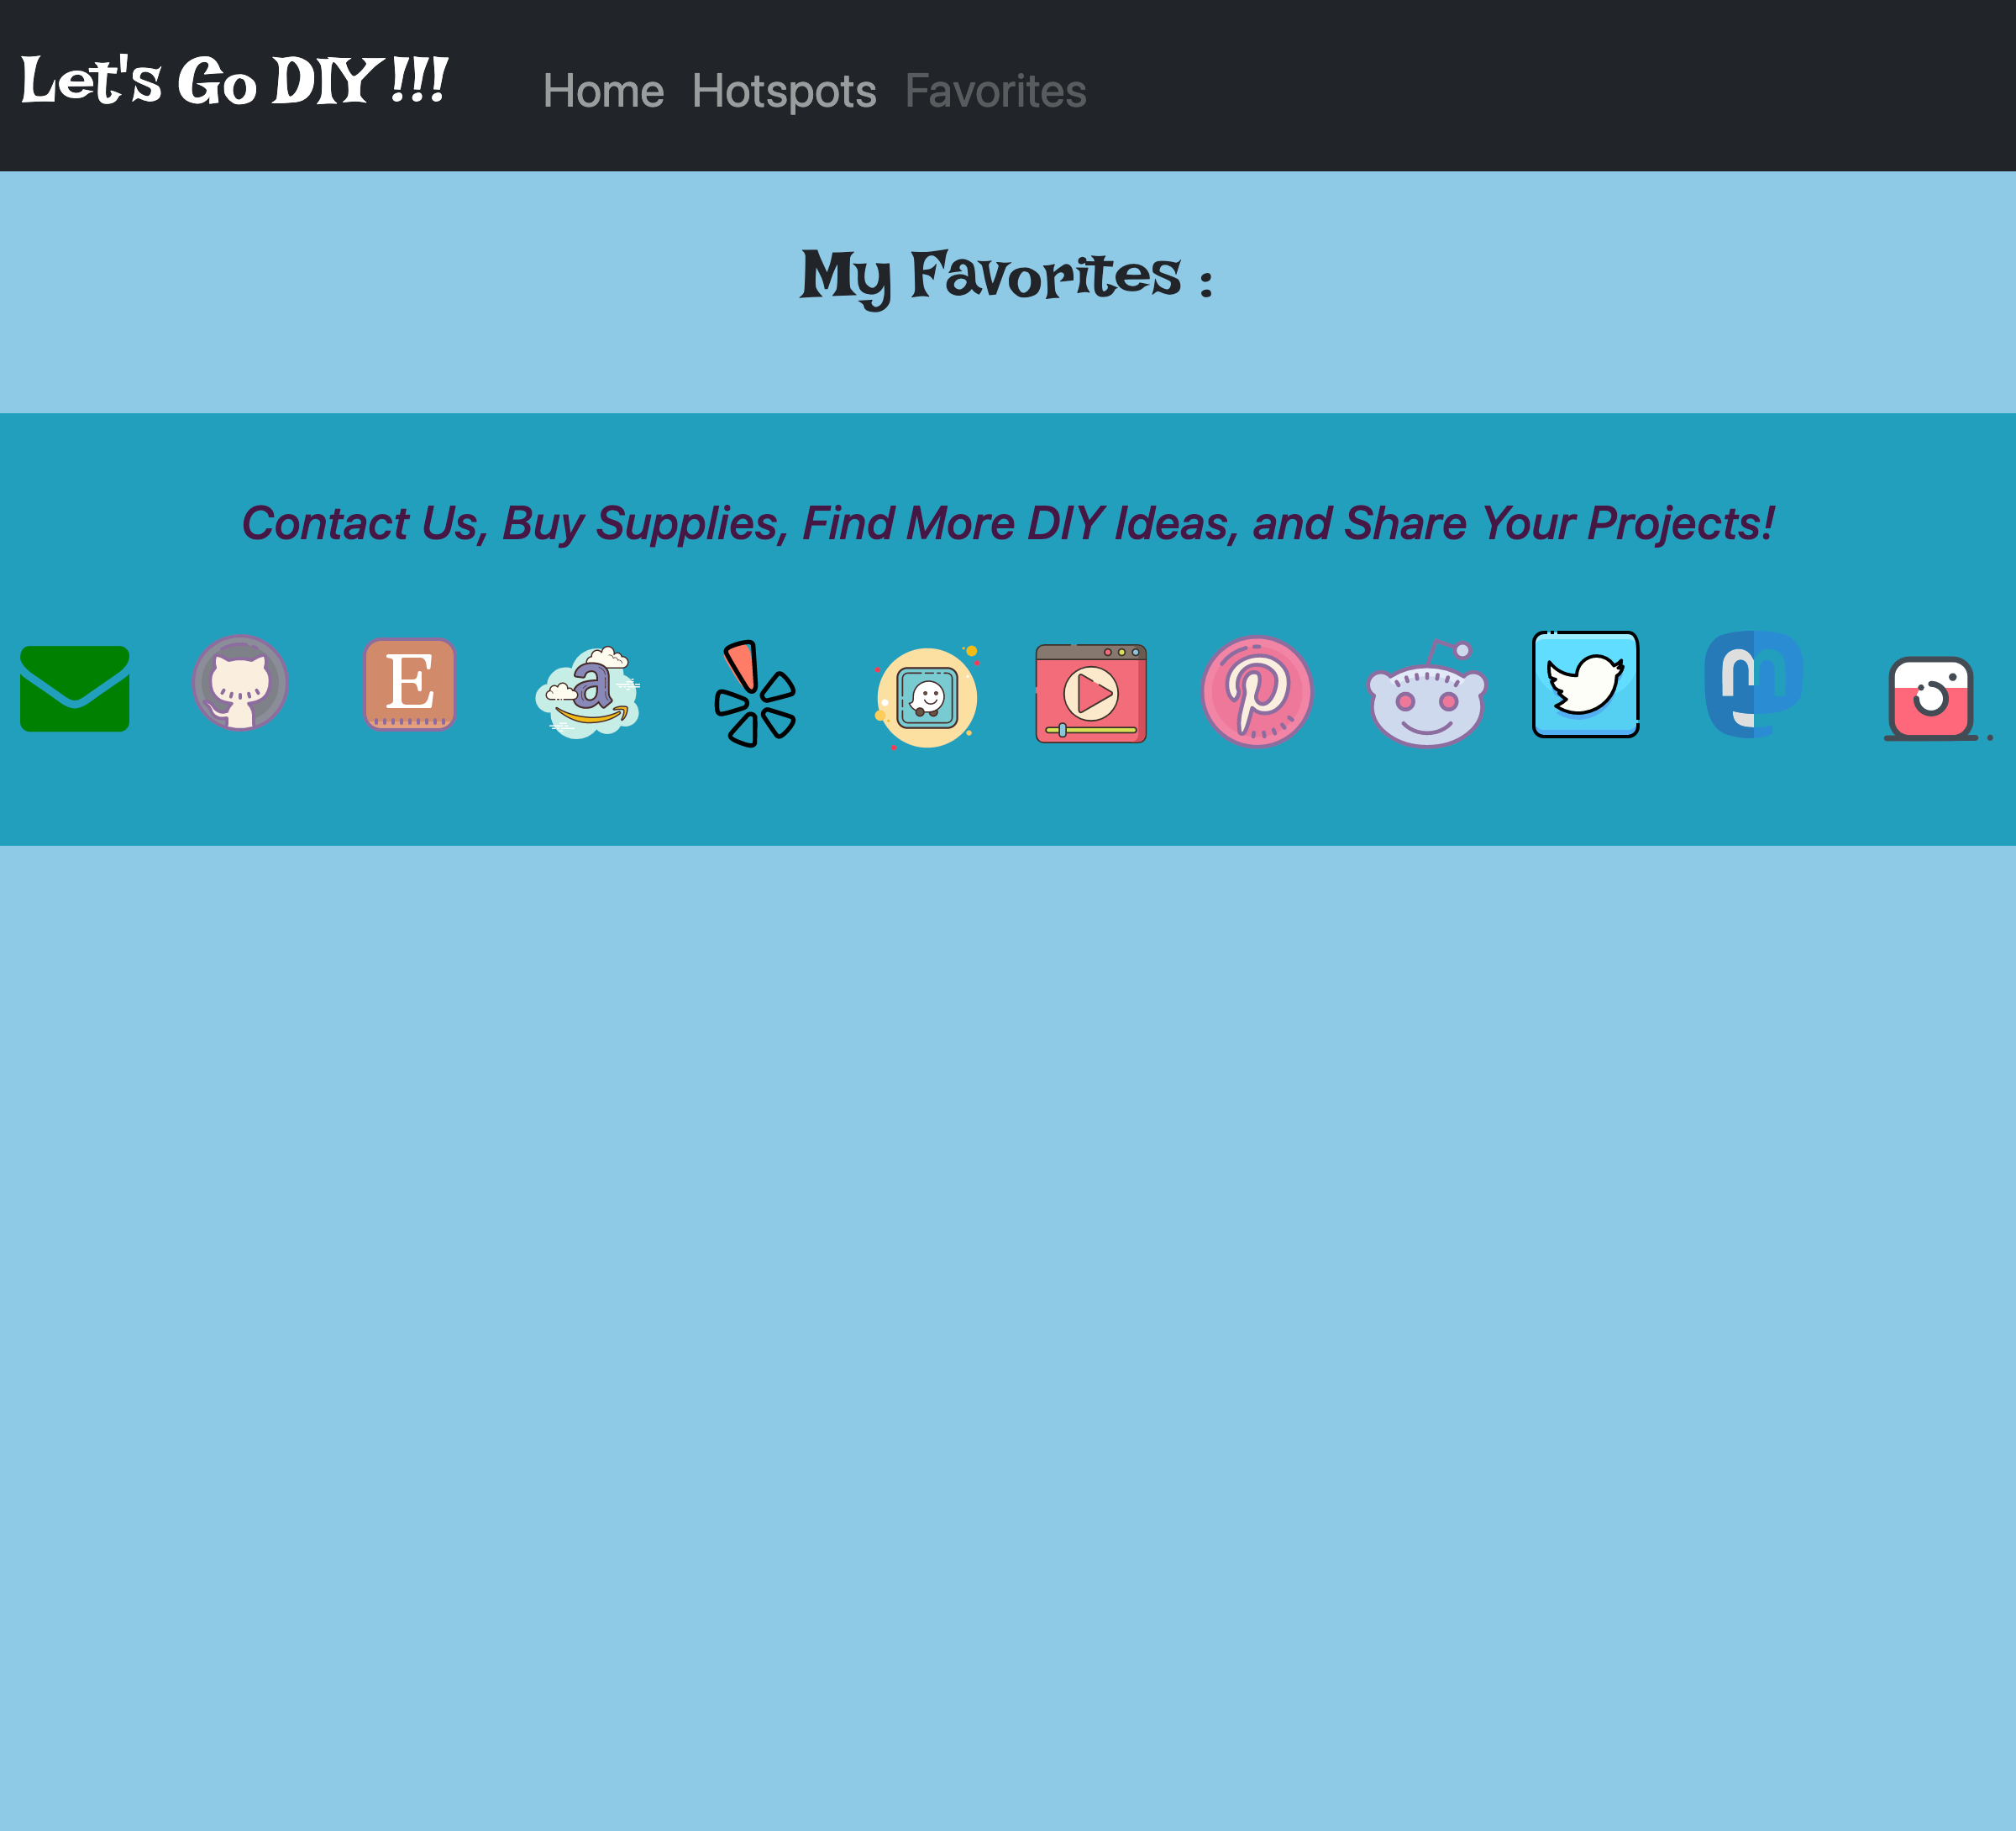 Let's Go DIY!!!
Home Hotspots Favorites
My Favorites :
Contact Us, Buy Supplies, Find More DIY Ideas, and Share Your Projects!
E
a